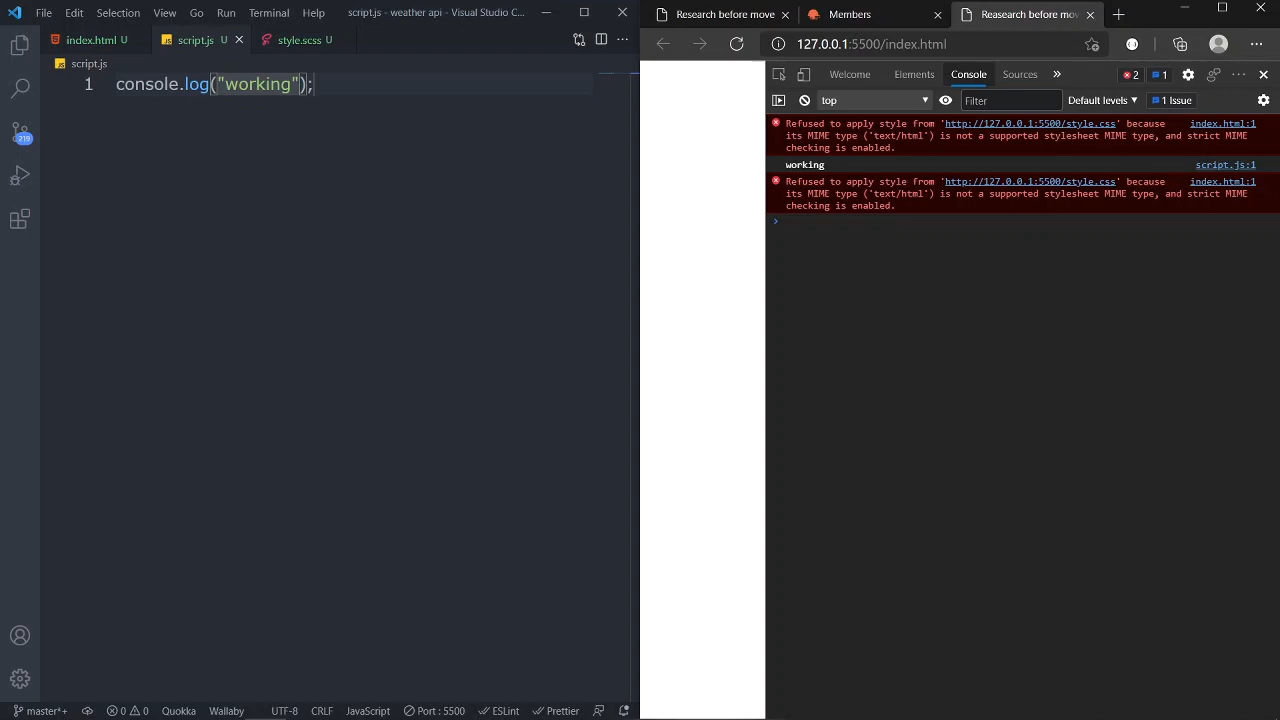 File Edit Selection View Go Run Terminal Help script.js - weather api - Visual Studio C...
index.html U script.js U style.scss U
script.js
1 console.log("working");
219
master*+ 0 0 Quokka Wallaby UTF-8 CRLF JavaScript Port : 5500 ESLint Prettier
Research before move Members Reasearch before mov
127.0.0.1:5500/index.html
Welcome Elements Console Sources 2 1
top Filter Default levels 1 Issue
Refused to apply style from 'http://127.0.0.1:5500/style.css' because index.html:1
its MIME type ('text/html') is not a supported stylesheet MIME type, and strict MIME
checking is enabled.
working script.js:1
Refused to apply style from 'http://127.0.0.1:5500/style.css' because index.html:1
its MIME type ('text/html') is not a supported stylesheet MIME type, and strict MIME
checking is enabled.